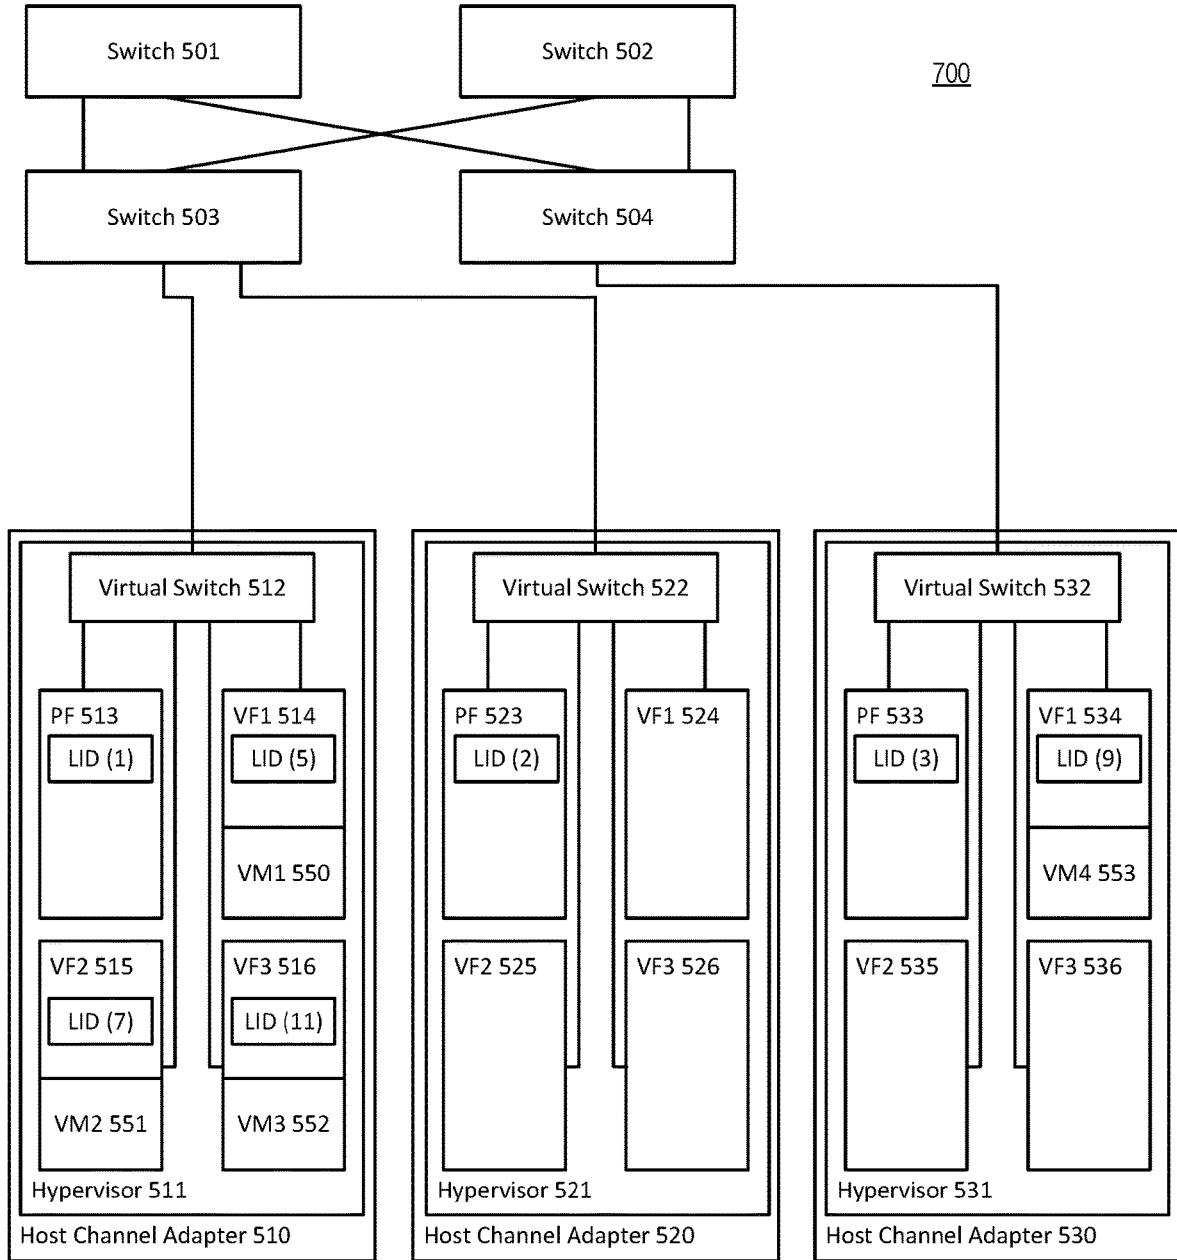 Switch 501
Switch 502
700
Switch 503
Switch 504
Virtual Switch 512
Virtual Switch 522
Virtual Switch 532
PF 513
VF1 514
PF 523
VF1 524
PF 533
VF1 534
LID (1)
LID (5)
LID (2)
LID (3)
LID (9)
VM1 550
VM4 553
VF2 515
VF3 516
VF2 525
VF3 526
VF2 535
VF3 536
LID (7)
LID (11)
VM2 551
VM3 552
Hypervisor 511
Hypervisor 521
Hypervisor 531
Host Channel Adapter 510
Host Channel Adapter 520
Host Channel Adapter 530